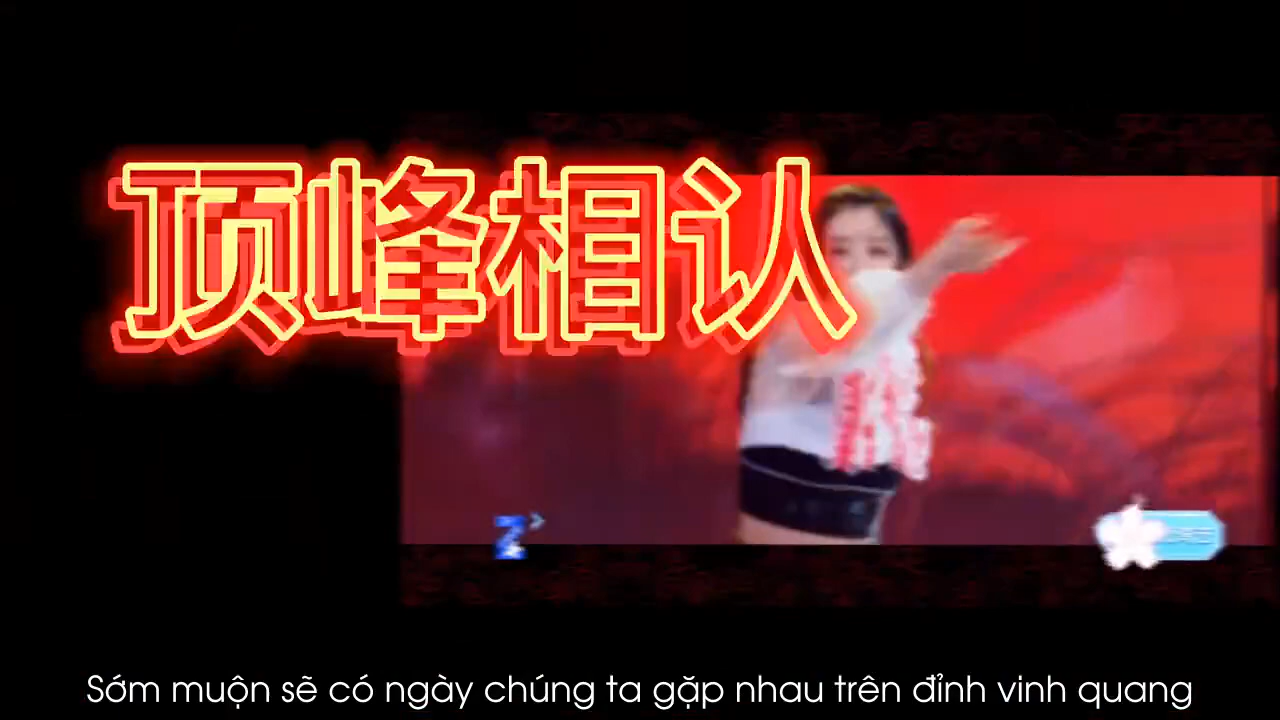 顶峰相认
Sớm muộn sẽ có ngày chúng ta gặp nhau trên đỉnh vinh quang